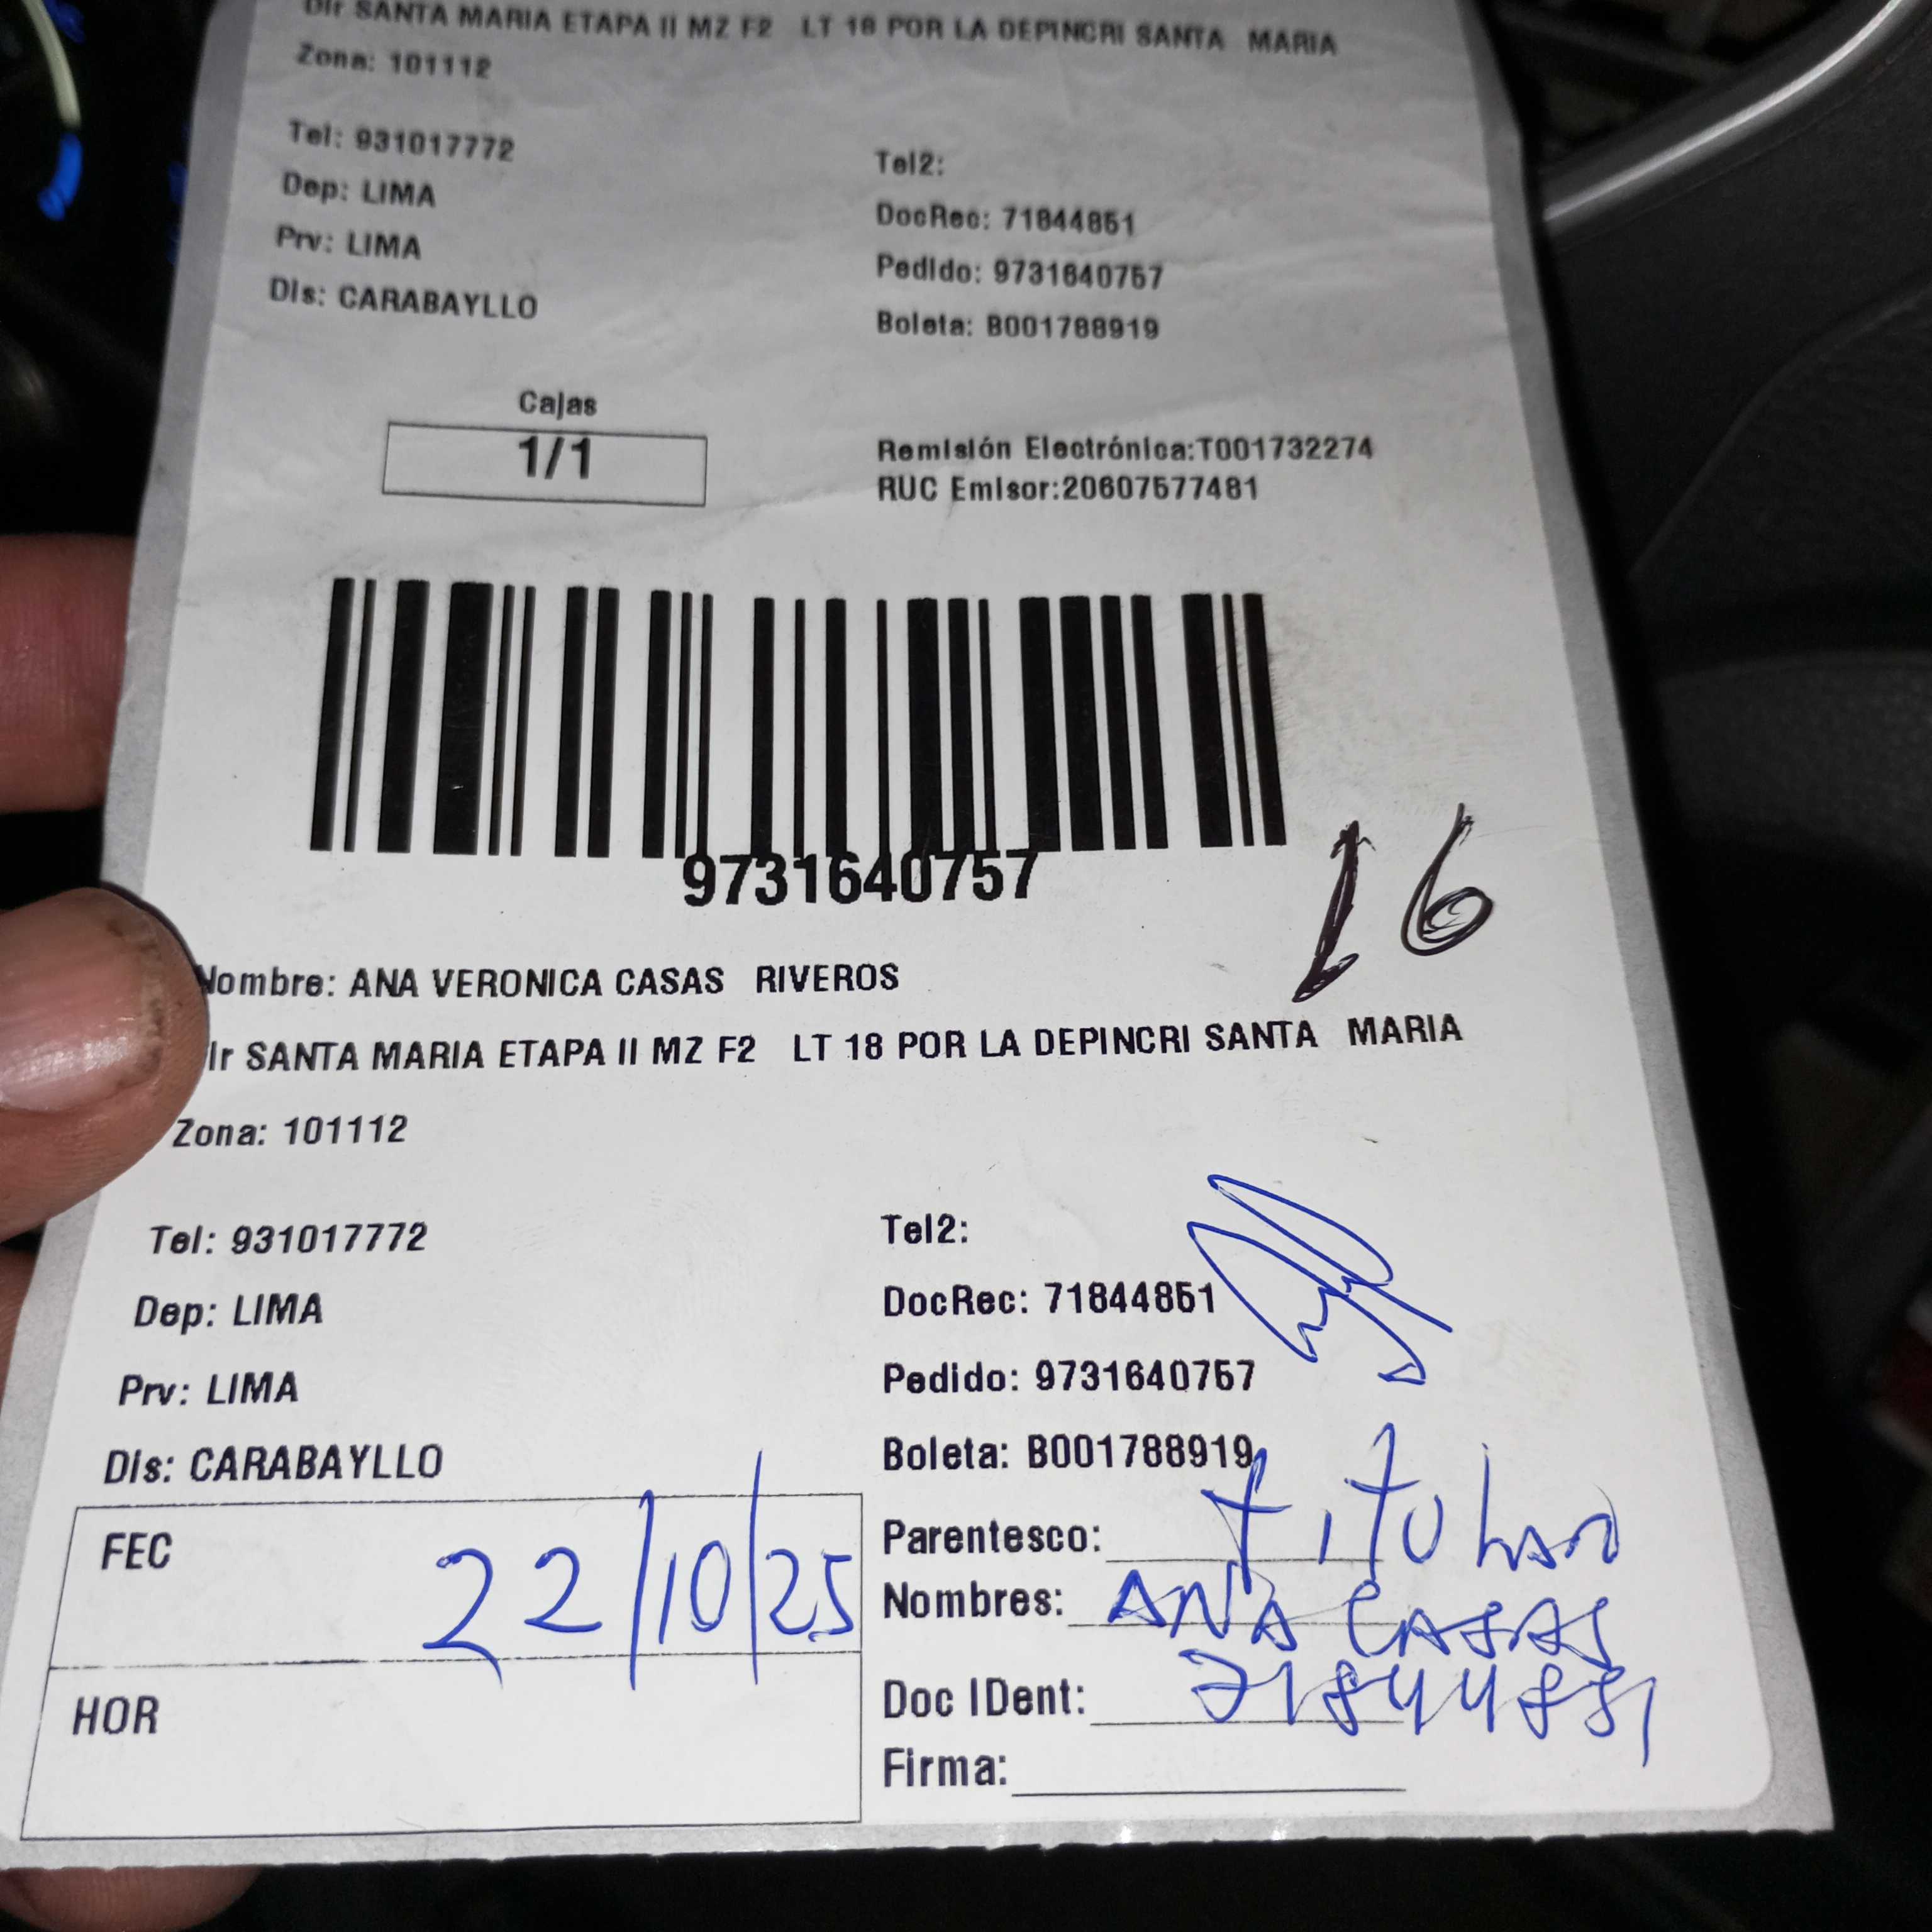 Dir SANTA MARIA ETAPA II MZ F2 LT 18 POR LA DEPINCRI SANTA MARIA
Zona: 101112
Tel: 931017772
Tel2:
Dep: LIMA
DocRec: 71844851
Prv: LIMA
Pedido: 9731640757
Dis: CARABAYLLO
Boleta: B001788919
Cajas
1/1
Remisión Electrónica:T001732274
RUC Emisor:20607577481
9731640757
16
Nombre: ANA VERONICA CASAS RIVEROS
Ir SANTA MARIA ETAPA II MZ F2 LT 18 POR LA DEPINCRI SANTA MARIA
Zona: 101112
Tel: 931017772
Tel2:
Dep: LIMA
DocRec: 71844851
Prv: LIMA
Pedido: 9731640757
Dis: CARABAYLLO
Boleta: B001788919
FEC 22/10/25
Parentesco: TITULAR
Nombres: ANA CASAS
HOR
Doc IDent: 71844851
Firma: